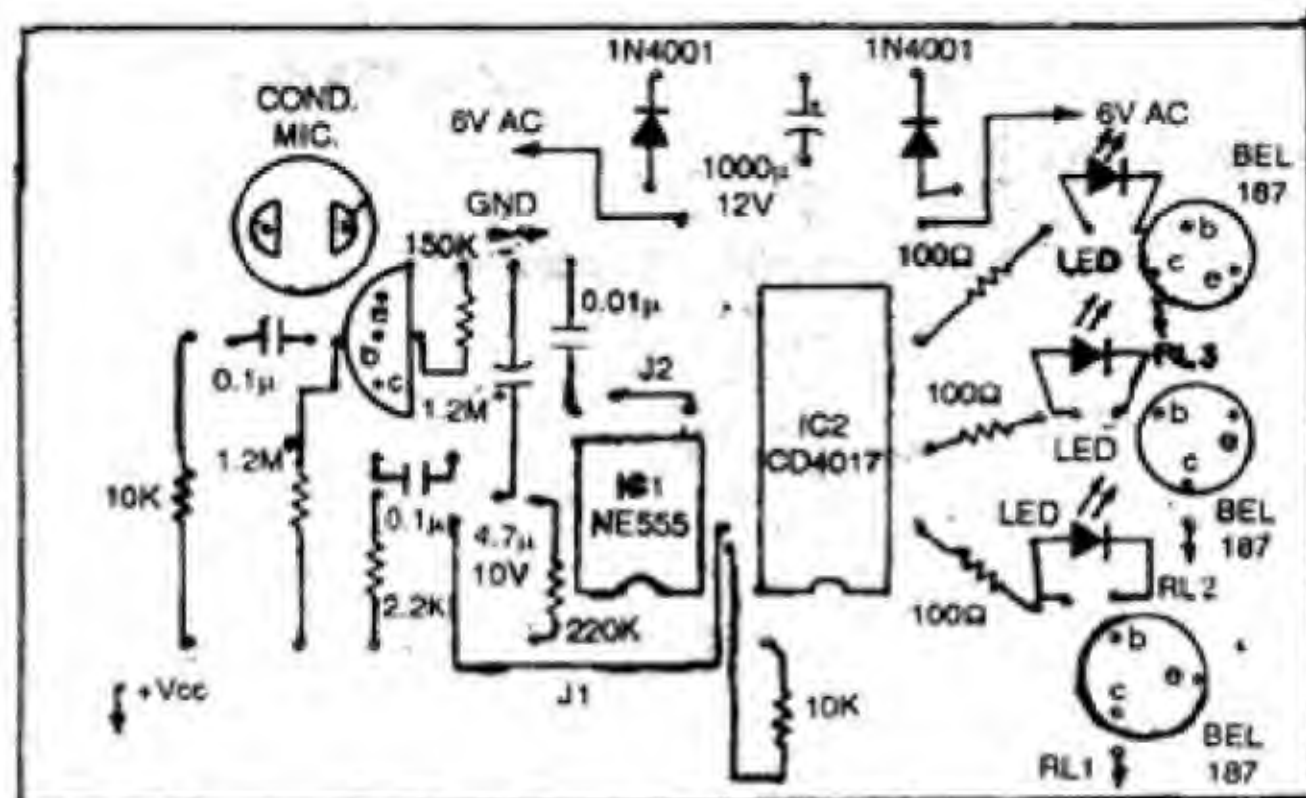 1N4001
1N4001
COND.
MIC.
6V AC
6V AC
1000µ
12V
BEL
187
GND
150K
100Ω
LED
b
c
e
0.01µ
0.1µ
b
c
J2
RL3
1.2M
100Ω
b
e
c
LED
1.2M
IC2
CD4017
10K
IC1
NE555
0.1µ
4.7µ
10V
LED
BEL
187
2.2K
220K
100Ω
RL2
b
e
c
+Vcc
J1
10K
BEL
187
RL1